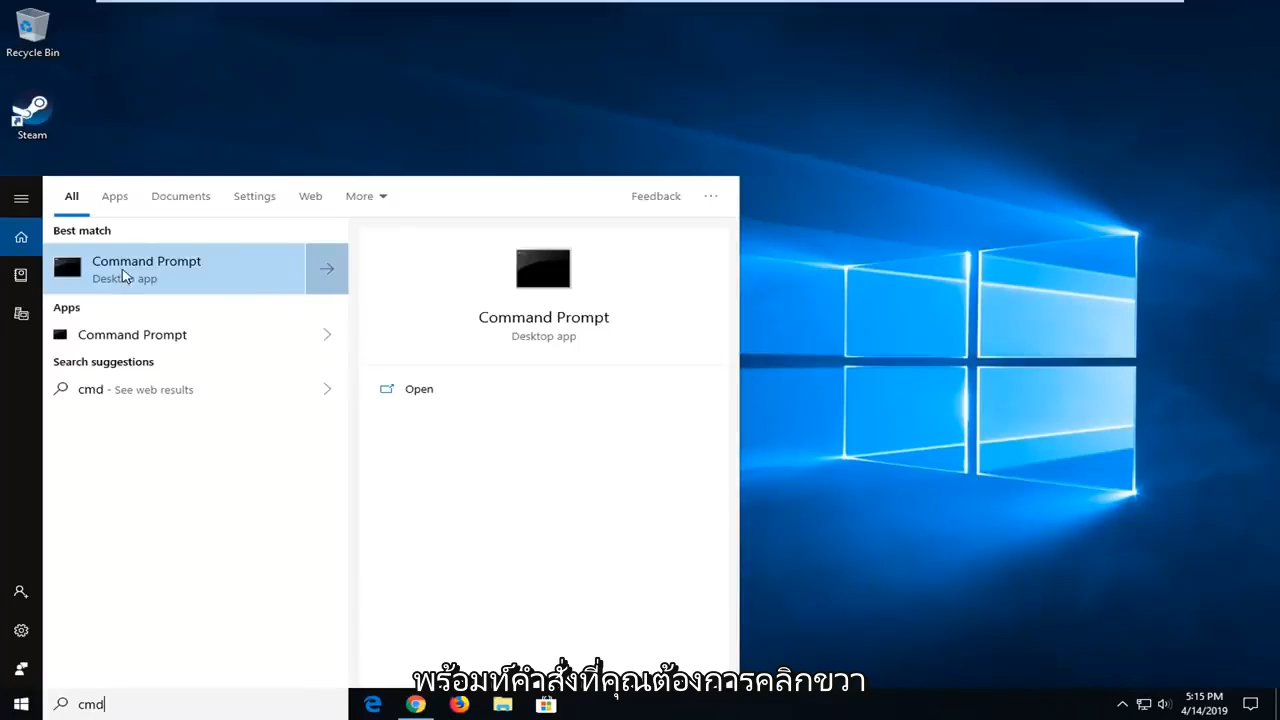 Recycle Bin
Steam
All Apps Documents Settings Web More Feedback ...
Best match
Command Prompt
Desktop app
Apps
Command Prompt
Search suggestions
cmd - See web results
Command Prompt
Desktop app
Open
พร้อมท์คำสั่งที่คุณต้องการคลิกขวา
cmd
5:15 PM
4/14/2019